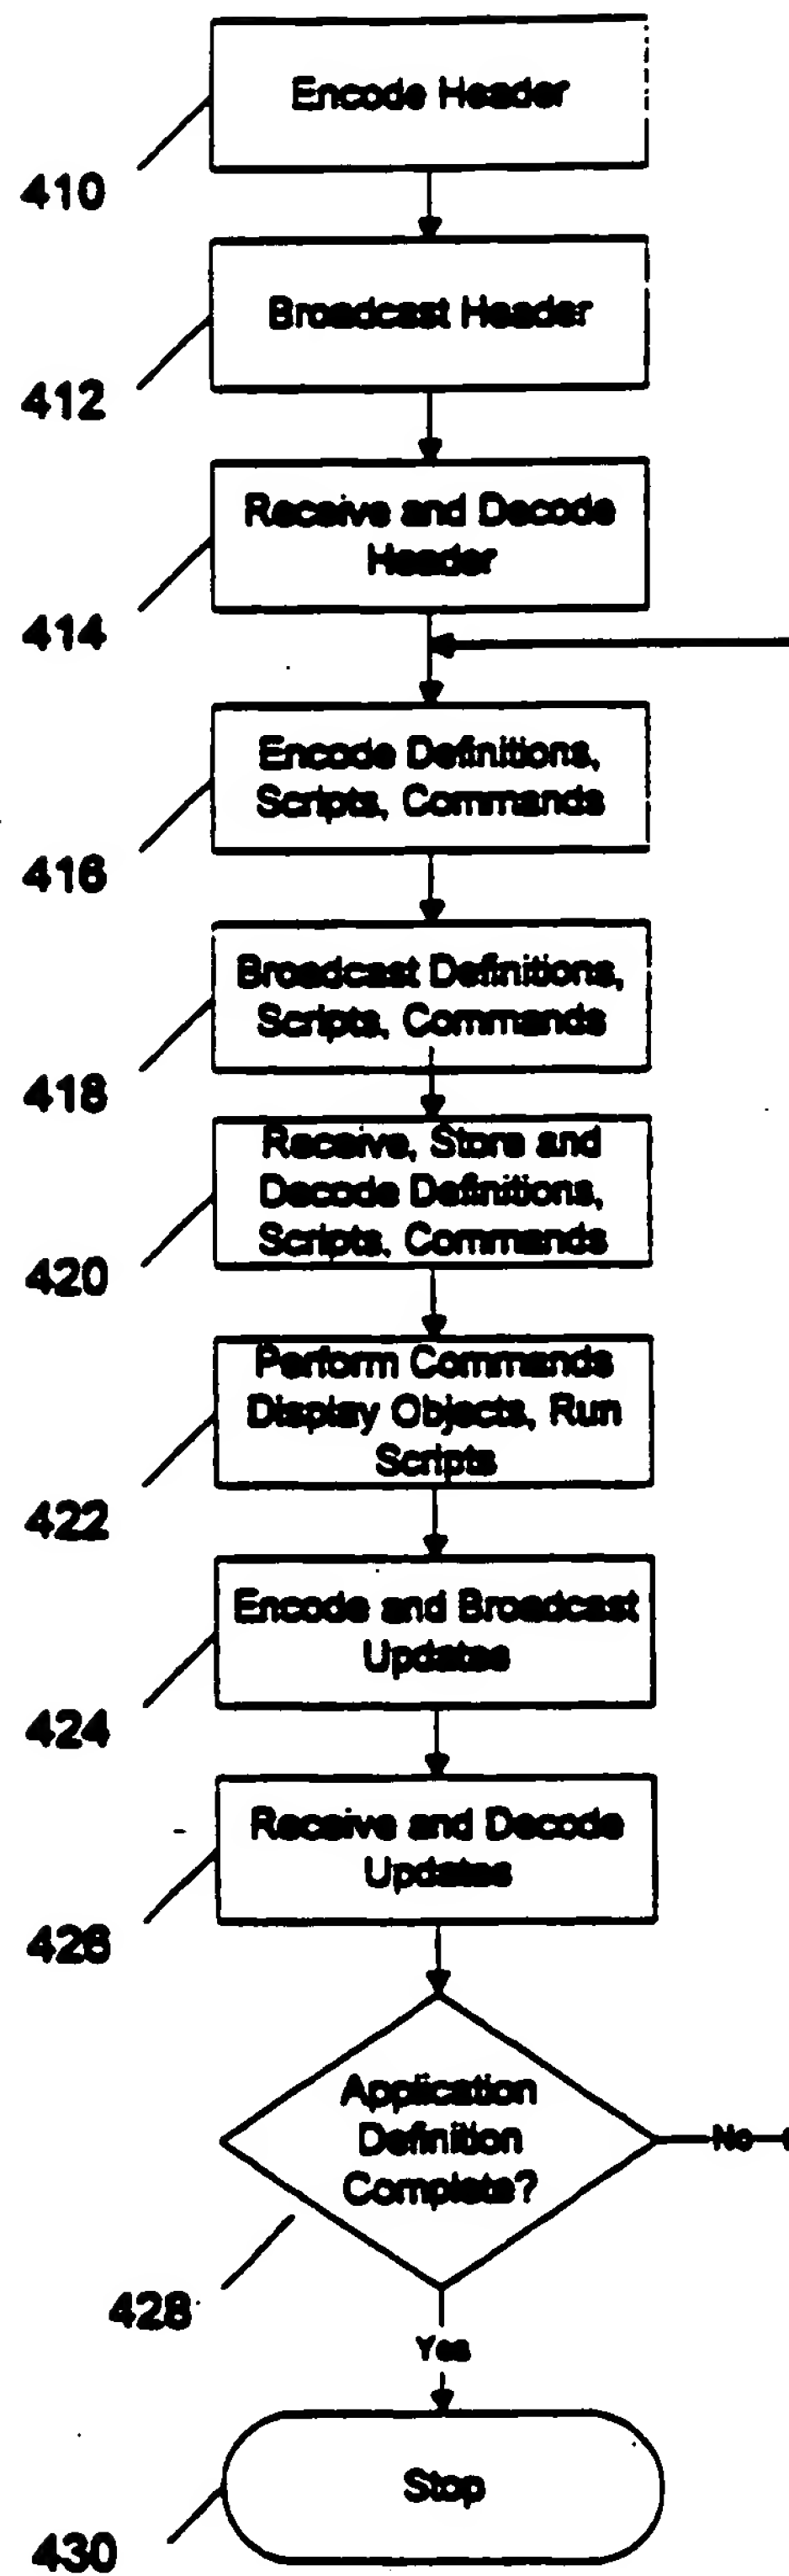 Encode Header
410
Broadcast Header
412
Receive and Decode
Header
414
Encode Definitions,
Scripts, Commands
416
Broadcast Definitions,
Scripts, Commands
418
Receive, Store and
Decode Definitions,
Scripts, Commands
420
Perform Commands
Display Objects, Run
Scripts
422
Encode and Broadcast
Updates
424
Receive and Decode
Updates
426
Application
Definition
Complete?
No
428
Yes
Stop
430